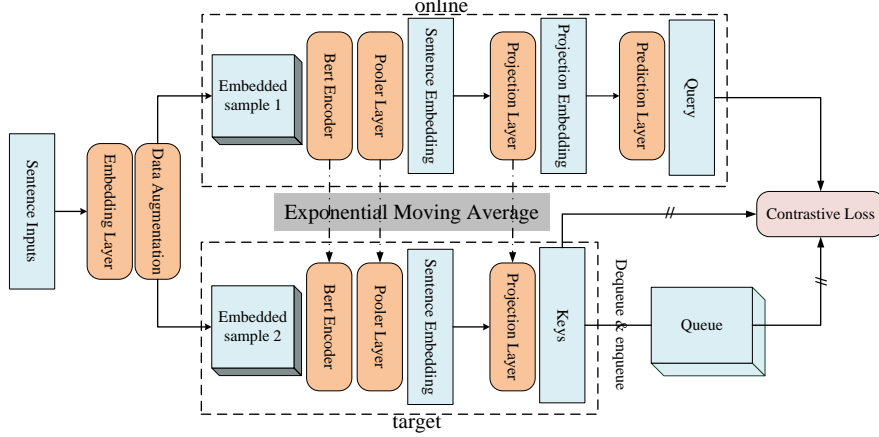 online
Sentence Inputs
Embedding Layer
Data Augmentation
Embedded
sample 1
Bert Encoder
Pooler Layer
Sentence Embedding
Projection Layer
Projection Embedding
Prediction Layer
Query
Exponential Moving Average
Contrastive Loss
Embedded
sample 2
Bert Encoder
Pooler Layer
Sentence Embedding
Projection Layer
Keys
Dequeue & enqueue
Queue
target